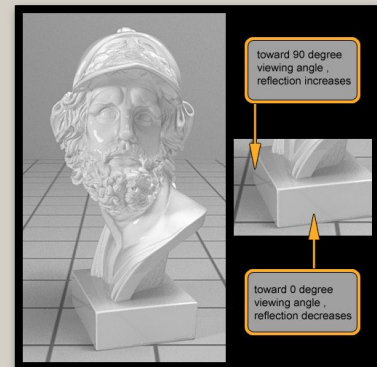 toward 90 degree
viewing angle ,
reflection increases
toward 0 degree
viewing angle ,
reflection decreases